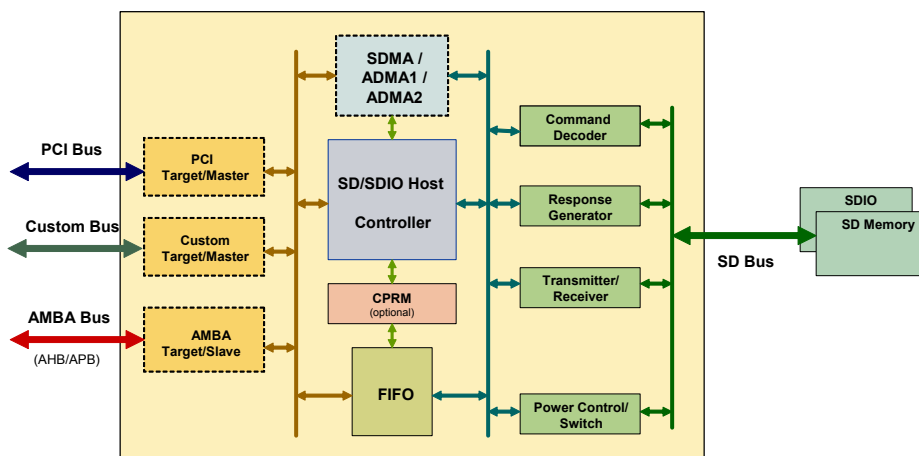 SDMA /
ADMA1 /
ADMA2
Command
Decoder
PCI Bus
PCI
Target/Master
SD/SDIO Host
Controller
Response
Generator
SDIO
SD Memory
Custom Bus
Custom
Target/Master
SD Bus
Transmitter/
Receiver
CPRM
(optional)
AMBA Bus
(AHB/APB)
AMBA
Target/Slave
FIFO
Power Control/
Switch